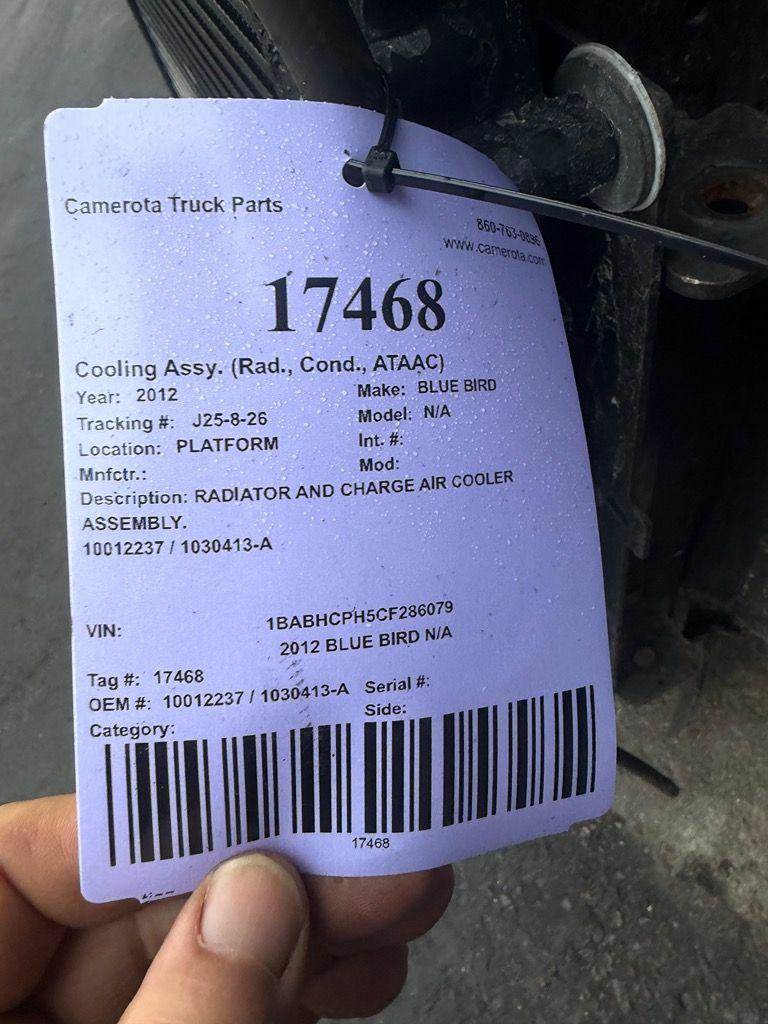 Camerota Truck Parts
860-763-0896
www.camerota.com
17468
Cooling Assy. (Rad., Cond., ATAAC)
Year: 2012 Make: BLUE BIRD
Tracking #: J25-8-26 Model: N/A
Location: PLATFORM Int. #:
Mnfctr.: Mod:
Description: RADIATOR AND CHARGE AIR COOLER
ASSEMBLY.
10012237 / 1030413-A
VIN: 1BABHCPH5CF286079
2012 BLUE BIRD N/A
Tag #: 17468
OEM #: 10012237 / 1030413-A Serial #:
Category: Side:
17468